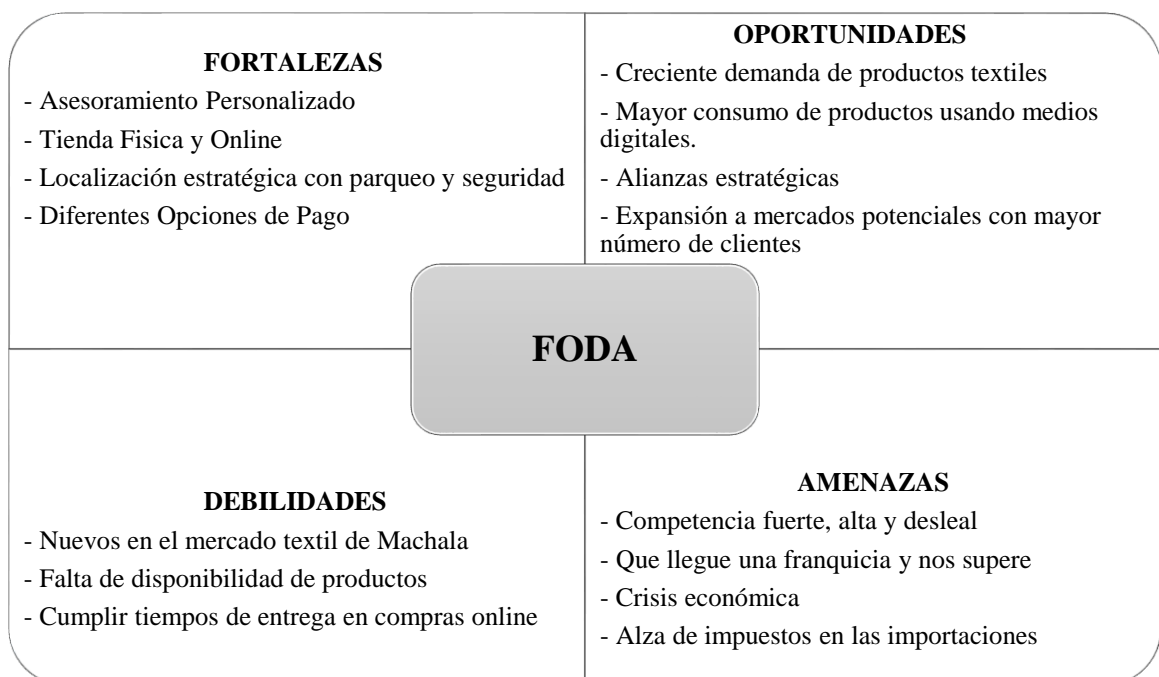 FORTALEZAS
- Asesoramiento Personalizado
- Tienda Fisica y Online
- Localización estratégica con parqueo y seguridad
- Diferentes Opciones de Pago
OPORTUNIDADES
- Creciente demanda de productos textiles
- Mayor consumo de productos usando medios
digitales.
- Alianzas estratégicas
- Expansión a mercados potenciales con mayor
número de clientes
FODA
DEBILIDADES
- Nuevos en el mercado textil de Machala
- Falta de disponibilidad de productos
- Cumplir tiempos de entrega en compras online
AMENAZAS
- Competencia fuerte, alta y desleal
- Que llegue una franquicia y nos supere
- Crisis económica
- Alza de impuestos en las importaciones